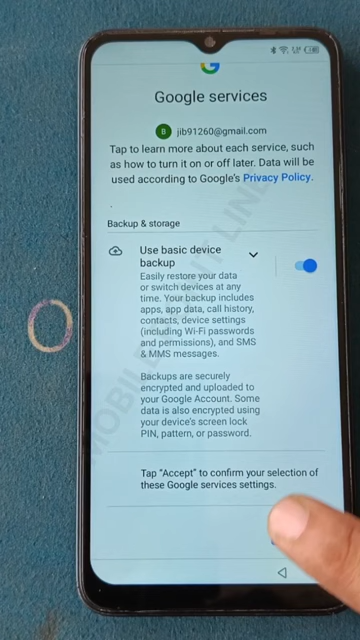 Google services
B jib91260@gmail.com
Tap to learn more about each service, such
as how to turn it on or off later. Data will be
used according to Google's Privacy Policy.
.
Backup & storage
Use basic device
backup
Easily restore your data
or switch devices at any
time. Your backup includes
apps, app data, call history,
contacts, device settings
(including Wi-Fi passwords
and permissions), and SMS
& MMS messages.
Backups are securely
encrypted and uploaded to
your Google Account. Some
data is also encrypted using
your device's screen lock
PIN, pattern, or password.
Tap "Accept" to confirm your selection of
these Google services settings.